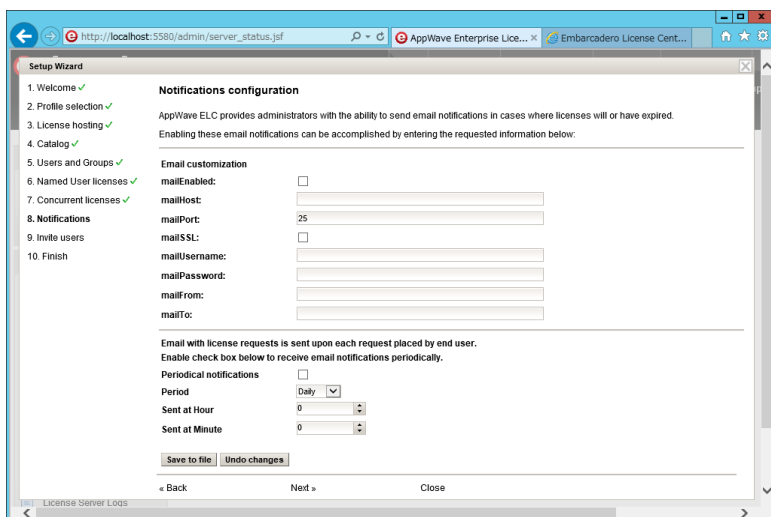 http://localhost:5580/admin/server_status.jsf
AppWave Enterprise Lice... ×
Embarcadero License Cent...
Setup Wizard
1. Welcome ✓
2. Profile selection ✓
3. License hosting ✓
4. Catalog ✓
5. Users and Groups ✓
6. Named User licenses ✓
7. Concurrent licenses ✓
8. Notifications
9. Invite users
10. Finish
Notifications configuration
AppWave ELC provides administrators with the ability to send email notifications in cases where licenses will or have expired.
Enabling these email notifications can be accomplished by entering the requested information below:
Email customization
mailEnabled:
mailHost:
mailPort: 25
mailSSL:
mailUsername:
mailPassword:
mailFrom:
mailTo:
Email with license requests is sent upon each request placed by end user.
Enable check box below to receive email notifications periodically.
Periodical notifications
Period Daily
Sent at Hour 0
Sent at Minute 0
Save to file Undo changes
« Back Next » Close
License Server Logs